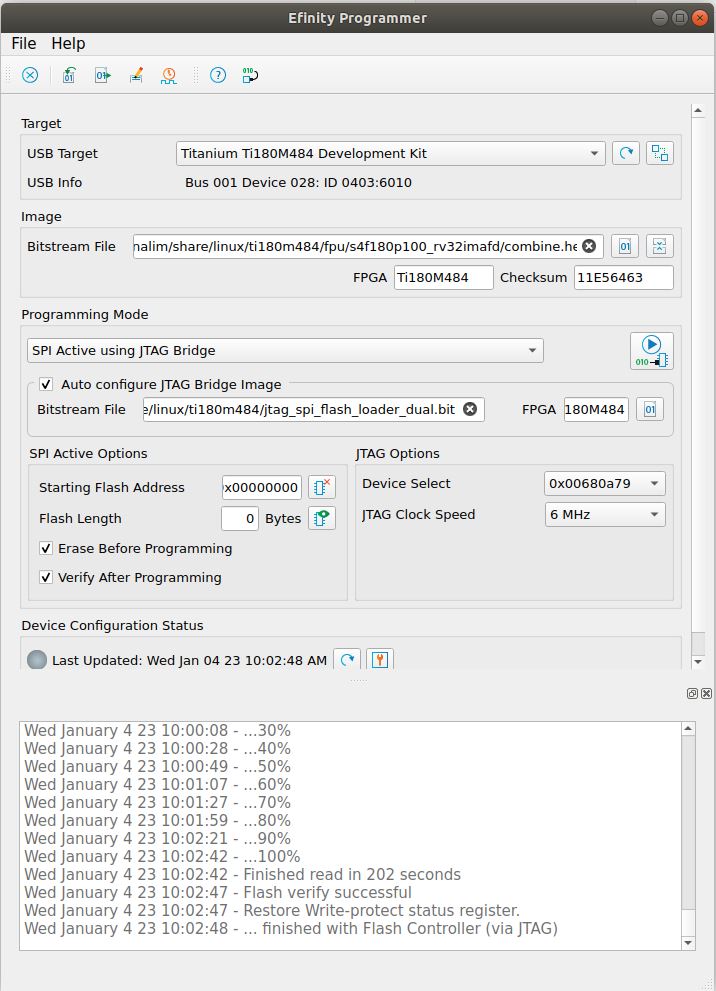 Efinity Programmer
File Help
Target
USB Target Titanium Ti180M484 Development Kit
USB Info Bus 001 Device 028: ID 0403:6010
Image
Bitstream File nalim/share/linux/ti180m484/fpu/s4f180p100_rv32imafd/combine.he
FPGA Ti180M484 Checksum 11E56463
Programming Mode
SPI Active using JTAG Bridge
Auto configure JTAG Bridge Image
Bitstream File e/linux/ti180m484/jtag_spi_flash_loader_dual.bit FPGA 180M484
SPI Active Options JTAG Options
Starting Flash Address x00000000 Device Select 0x00680a79
Flash Length 0 Bytes JTAG Clock Speed 6 MHz
Erase Before Programming
Verify After Programming
Device Configuration Status
Last Updated: Wed Jan 04 23 10:02:48 AM
Wed January 4 23 10:00:08 - ...30%
Wed January 4 23 10:00:28 - ...40%
Wed January 4 23 10:00:49 - ...50%
Wed January 4 23 10:01:07 - ...60%
Wed January 4 23 10:01:27 - ...70%
Wed January 4 23 10:01:59 - ...80%
Wed January 4 23 10:02:21 - ...90%
Wed January 4 23 10:02:42 - ...100%
Wed January 4 23 10:02:42 - Finished read in 202 seconds
Wed January 4 23 10:02:47 - Flash verify successful
Wed January 4 23 10:02:47 - Restore Write-protect status register.
Wed January 4 23 10:02:48 - ... finished with Flash Controller (via JTAG)